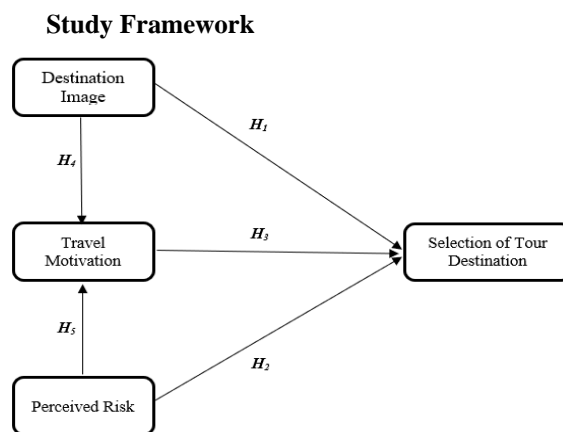 Study Framework
Destination
Image
H1
H4
Travel
Motivation
H3
Selection of Tour
Destination
H5
H2
Perceived Risk